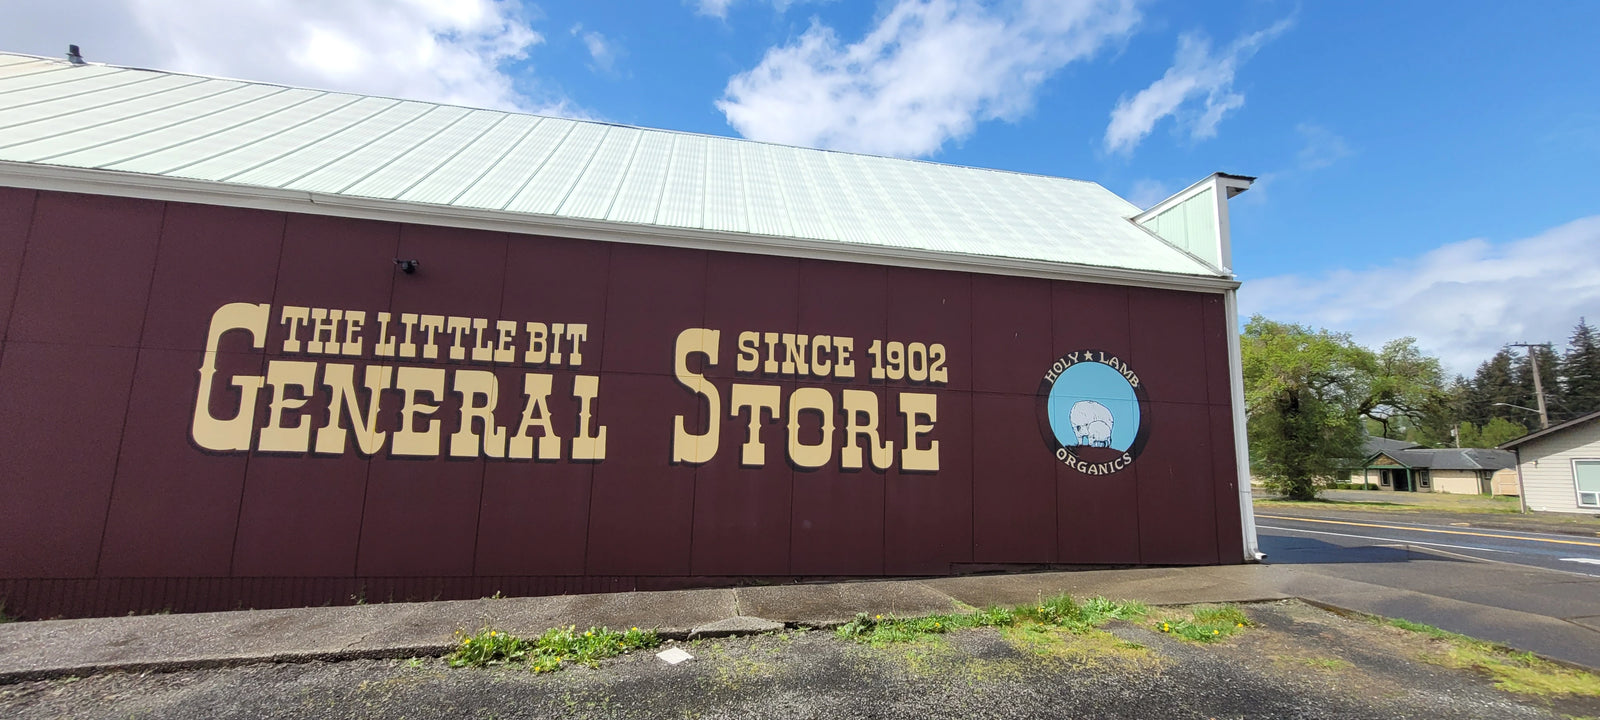 THE LITTLE BIT
GENERAL
SINCE 1902
STORE
HOLY ★ LAMB
ORGANICS